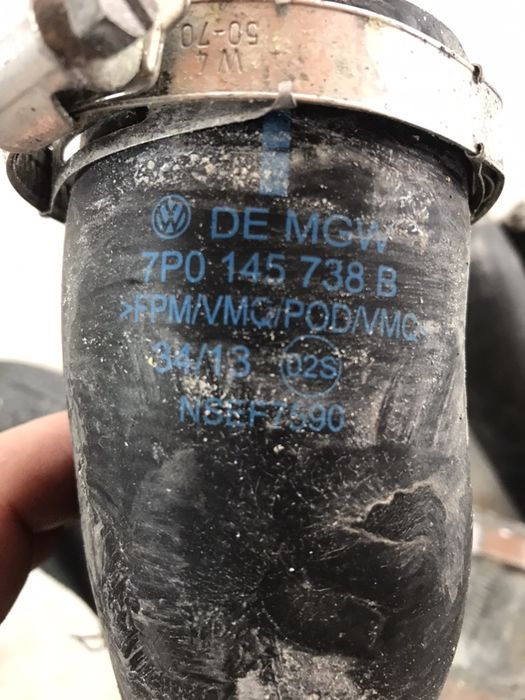 W4
50-70
DE MGW
7P0 145 738 B
>FPM/VMQ/POD/VMQ<
34/13 02S
NSEF7590